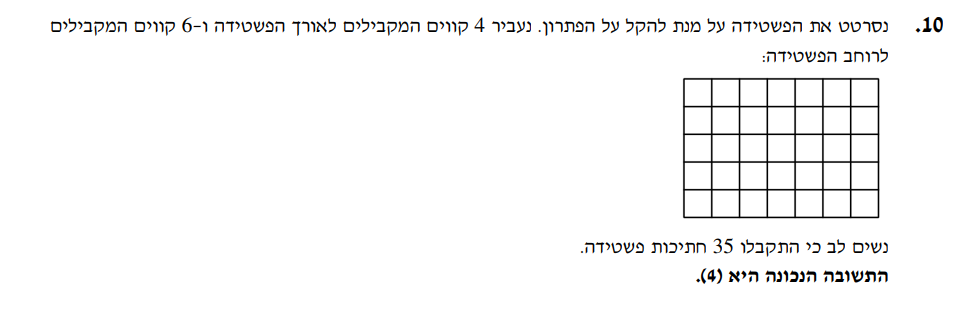 10. נסרטט את הפשטידה על מנת להקל על הפתרון. נעביר 4 קווים המקבילים לאורך הפשטידה ו-6 קווים המקבילים
לרוחב הפשטידה:
נשים לב כי התקבלו 35 חתיכות פשטידה.
התשובה הנכונה היא (4).